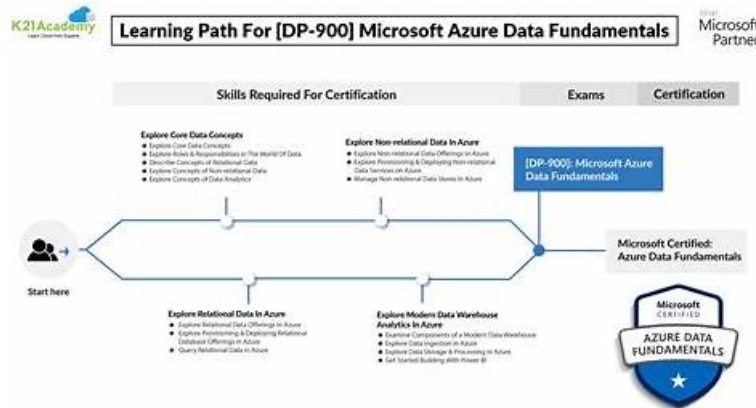 K21Academy
Learn Cloud From Experts
Learning Path For [DP-900] Microsoft Azure Data Fundamentals
Microsoft
Partner
Skills Required For Certification
Exams
Certification
Explore Core Data Concepts
Explore Core Data Concepts
Explore Roles & Responsibilities In The World Of Data
Describe Concepts of Relational Data
Explore Concepts of Non-relational Data
Explore Concepts of Data Analytics
Explore Non-relational Data In Azure
Explore Non-relational Data Offerings in Azure
Explore Provisioning & Deploying Non-relational
Data Services on Azure
Manage Non-relational Data Stores in Azure
[DP-900]: Microsoft Azure
Data Fundamentals
Start here
Microsoft Certified:
Azure Data Fundamentals
Explore Relational Data In Azure
Explore Relational Data Offerings in Azure
Explore Provisioning & Deploying Relational
Database Offerings in Azure
Query Relational Data in Azure
Explore Modern Data Warehouse
Analytics In Azure
Examine Components of a Modern Data Warehouse
Explore Data Ingestion in Azure
Explore Data Storage & Processing in Azure
Get Started Building With Power BI
Microsoft
CERTIFIED
AZURE DATA
FUNDAMENTALS